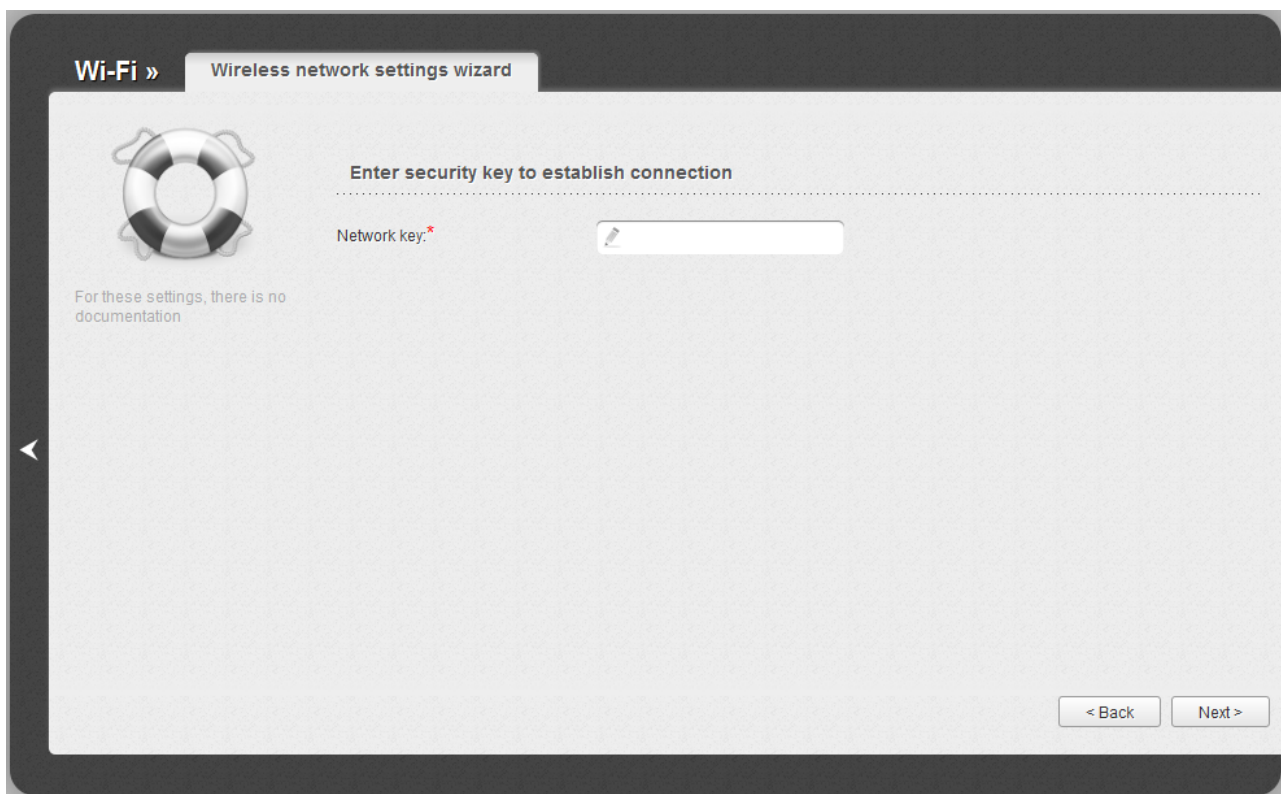 Wi-Fi »
Wireless network settings wizard
Enter security key to establish connection
Network key:*
For these settings, there is no
documentation
< Back
Next >